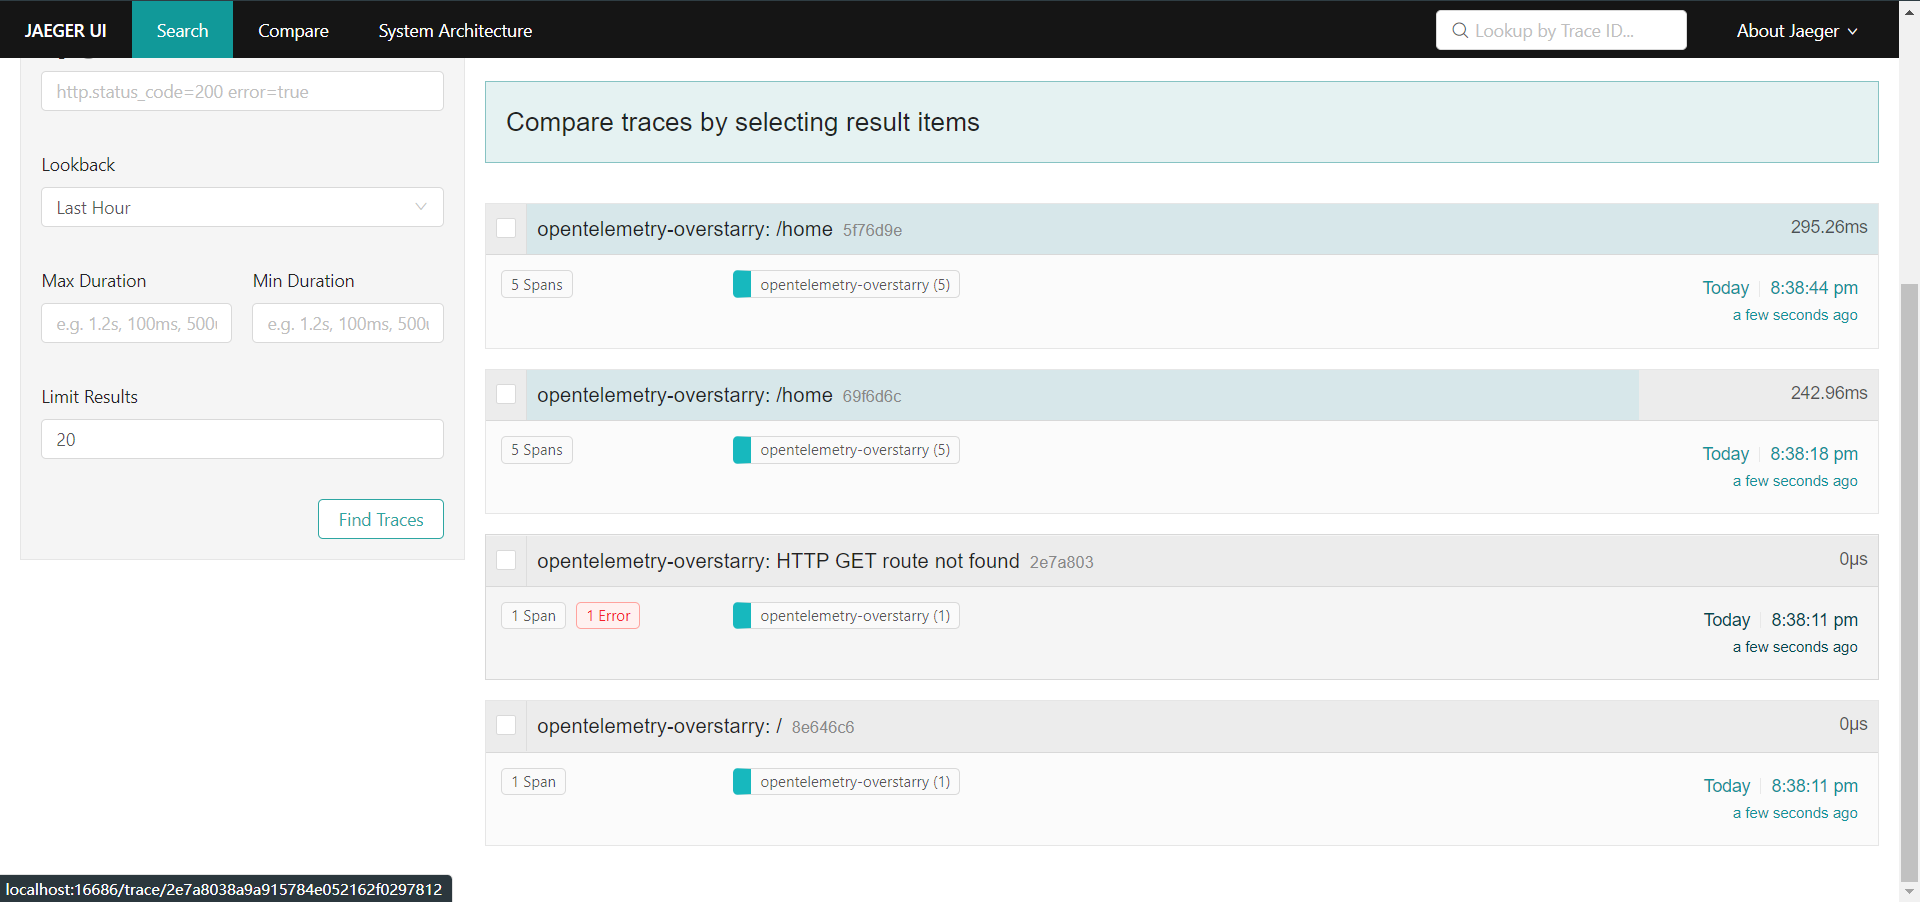 JAEGER UI
Search
Compare
System Architecture
Lookup by Trace ID...
About Jaeger
http.status_code=200 error=true
Lookback
Last Hour
Max Duration
Min Duration
e.g. 1.2s, 100ms, 500
e.g. 1.2s, 100ms, 500
Limit Results
20
Find Traces
Compare traces by selecting result items
opentelemetry-overstarry: /home 5f76d9e
295.26ms
5 Spans
opentelemetry-overstarry (5)
Today 8:38:44 pm
a few seconds ago
opentelemetry-overstarry: /home 69f6d6c
242.96ms
5 Spans
opentelemetry-overstarry (5)
Today 8:38:18 pm
a few seconds ago
opentelemetry-overstarry: HTTP GET route not found 2e7a803
0µs
1 Span
1 Error
opentelemetry-overstarry (1)
Today 8:38:11 pm
a few seconds ago
opentelemetry-overstarry: / 8e646c6
0µs
1 Span
opentelemetry-overstarry (1)
Today 8:38:11 pm
a few seconds ago
localhost:16686/trace/2e7a8038a9a915784e052162f0297812